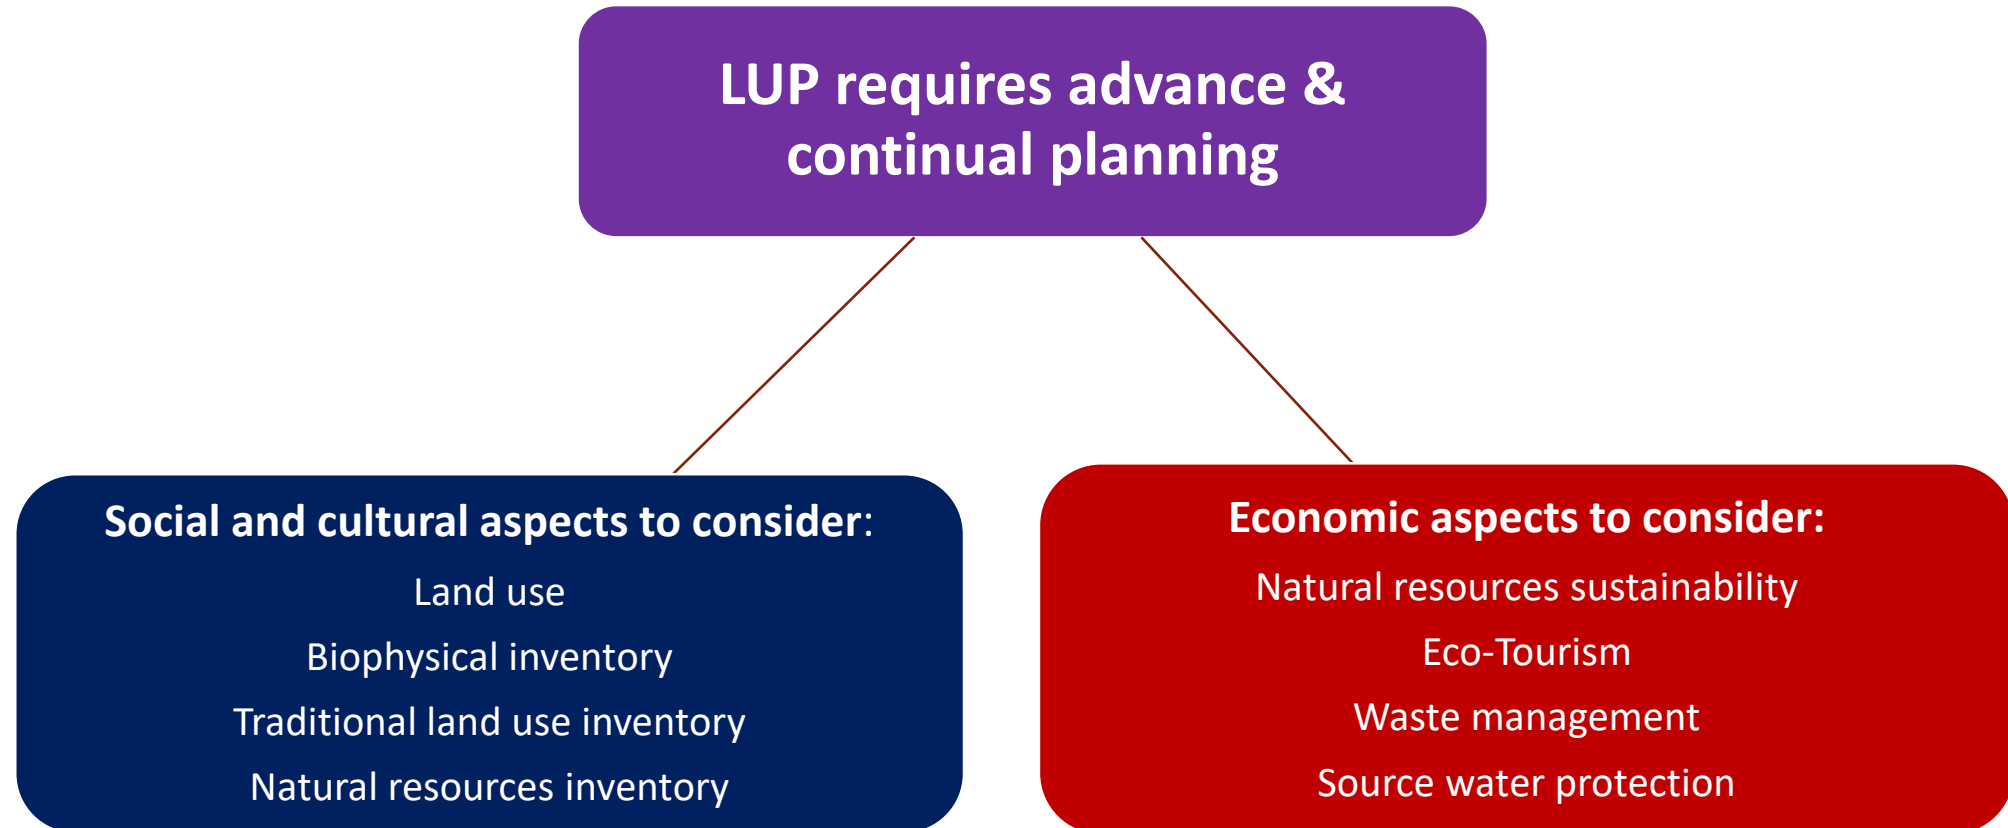 LUP requires advance &
continual planning
Social and cultural aspects to consider:
Land use
Biophysical inventory
Traditional land use inventory
Natural resources inventory
Economic aspects to consider:
Natural resources sustainability
Eco-Tourism
Waste management
Source water protection